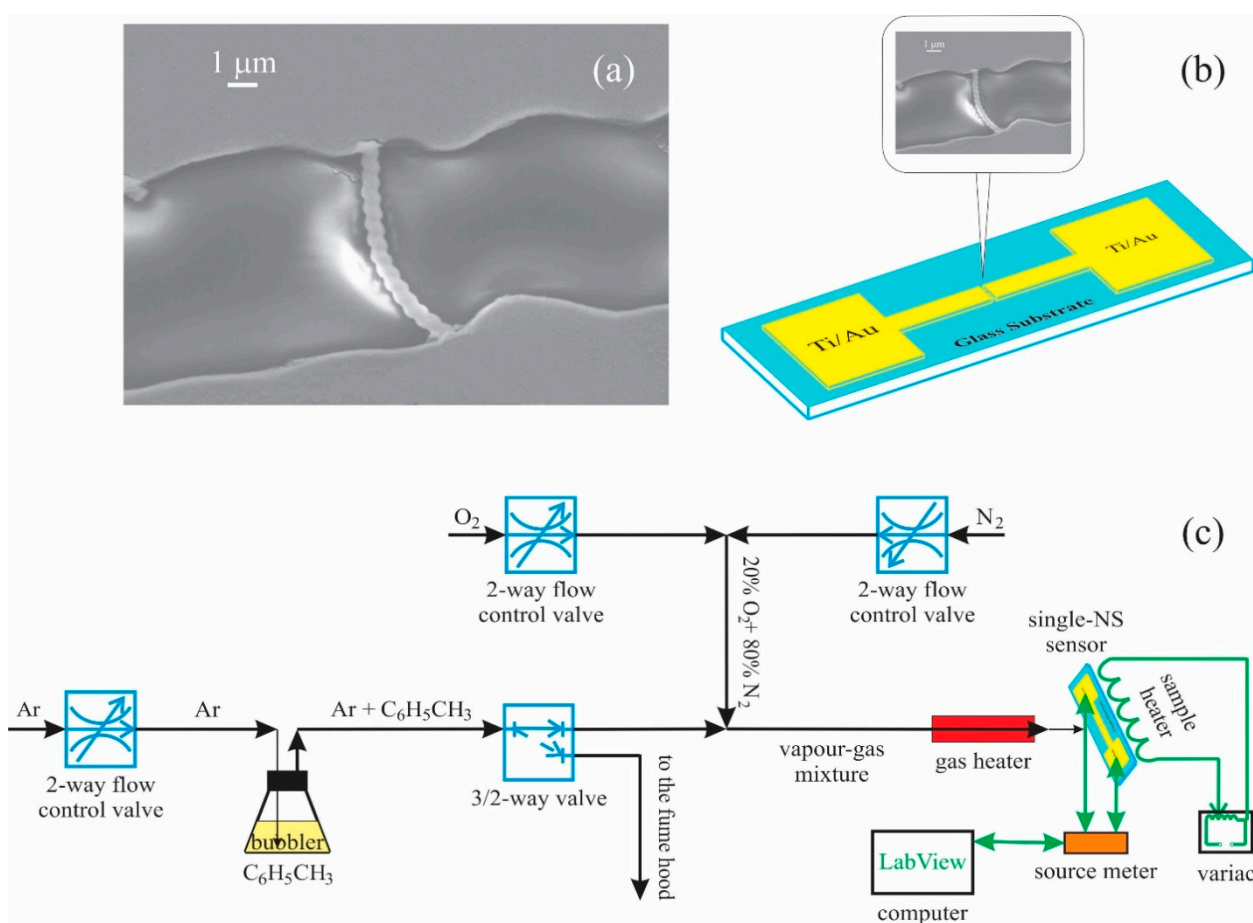 1 μm
(a)
1 μm
(b)
Ti/Au
Ti/Au
Glass Substrate
O₂
N₂
(c)
2-way flow
control valve
2-way flow
control valve
20% O₂+ 80% N₂
single-NS
sensor
sample
heater
Ar
Ar
Ar + C₆H₅CH₃
2-way flow
control valve
bubbler
C₆H₅CH₃
3/2-way valve
to the fume hood
vapour-gas
mixture
gas heater
LabView
computer
source meter
variac